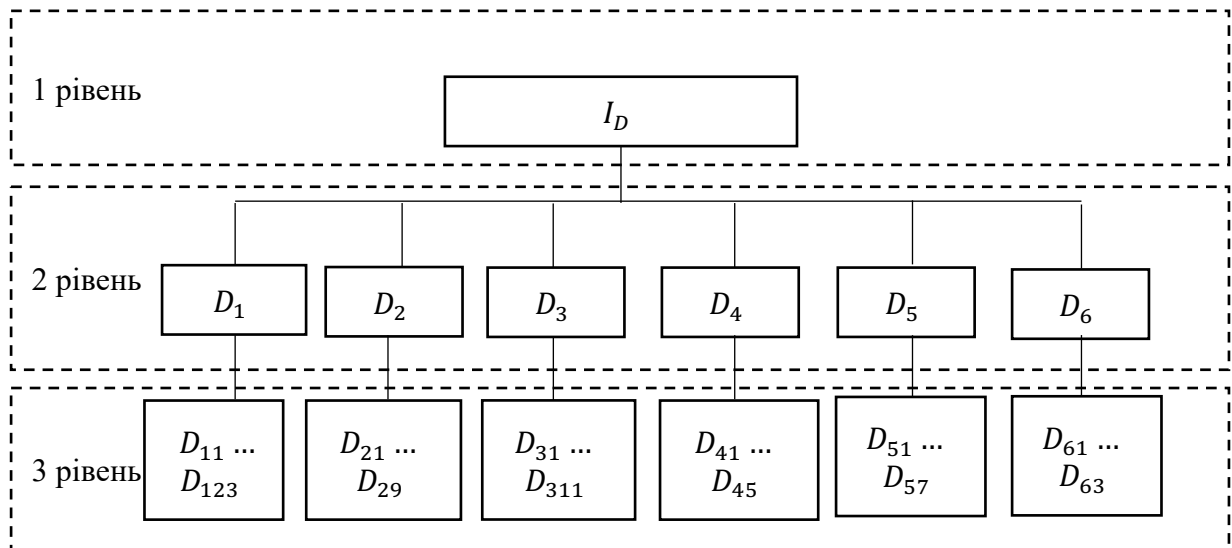 1 рівень
I_D
2 рівень
D_1 D_2 D_3 D_4 D_5 D_6
3 рівень
D_11 ... D_21 ... D_31 ... D_41 ... D_51 ... D_61 ...
D_123 D_29 D_311 D_45 D_57 D_63